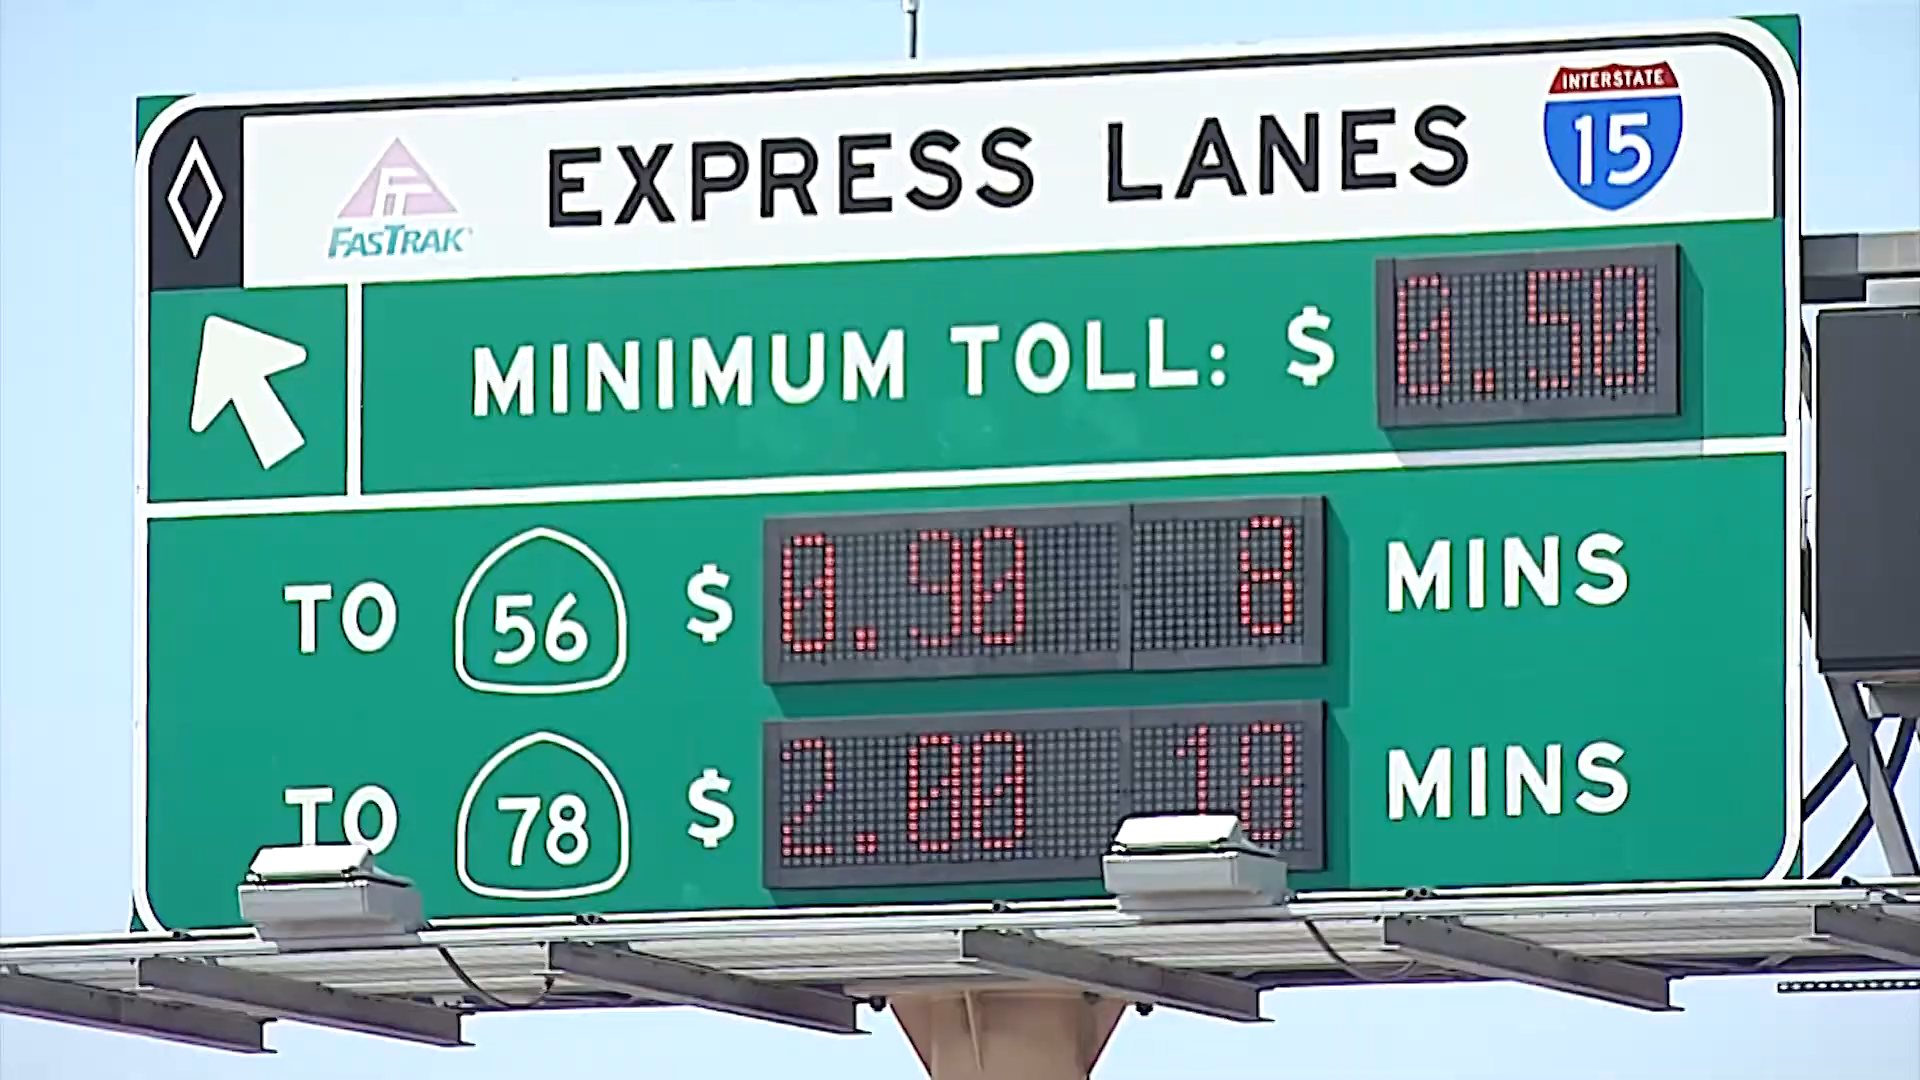 FASTRAK
EXPRESS LANES
INTERSTATE
15
MINIMUM TOLL: $ 0.50
TO 56 $ 0.90 8 MINS
TO 78 $ 2.00 18 MINS